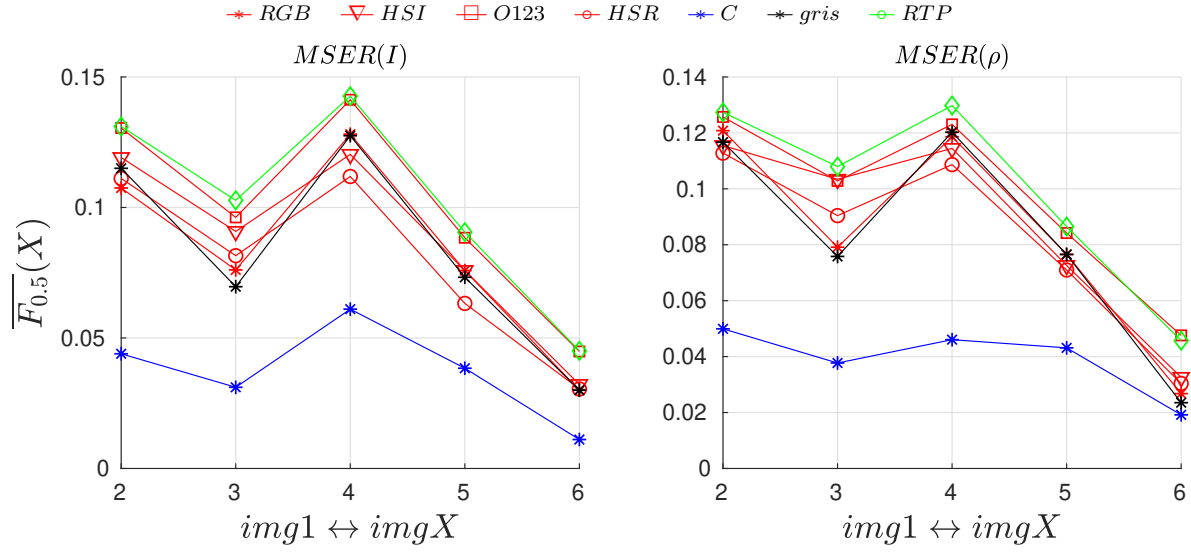 RGB HSI O123 HSR C gris RTP
MSER(I)
0.15
0.1
0.05
0
2 3 4 5 6
img1 ↔ imgX
F0.5(X)
MSER(ρ)
0.14
0.12
0.1
0.08
0.06
0.04
0.02
0
2 3 4 5 6
img1 ↔ imgX